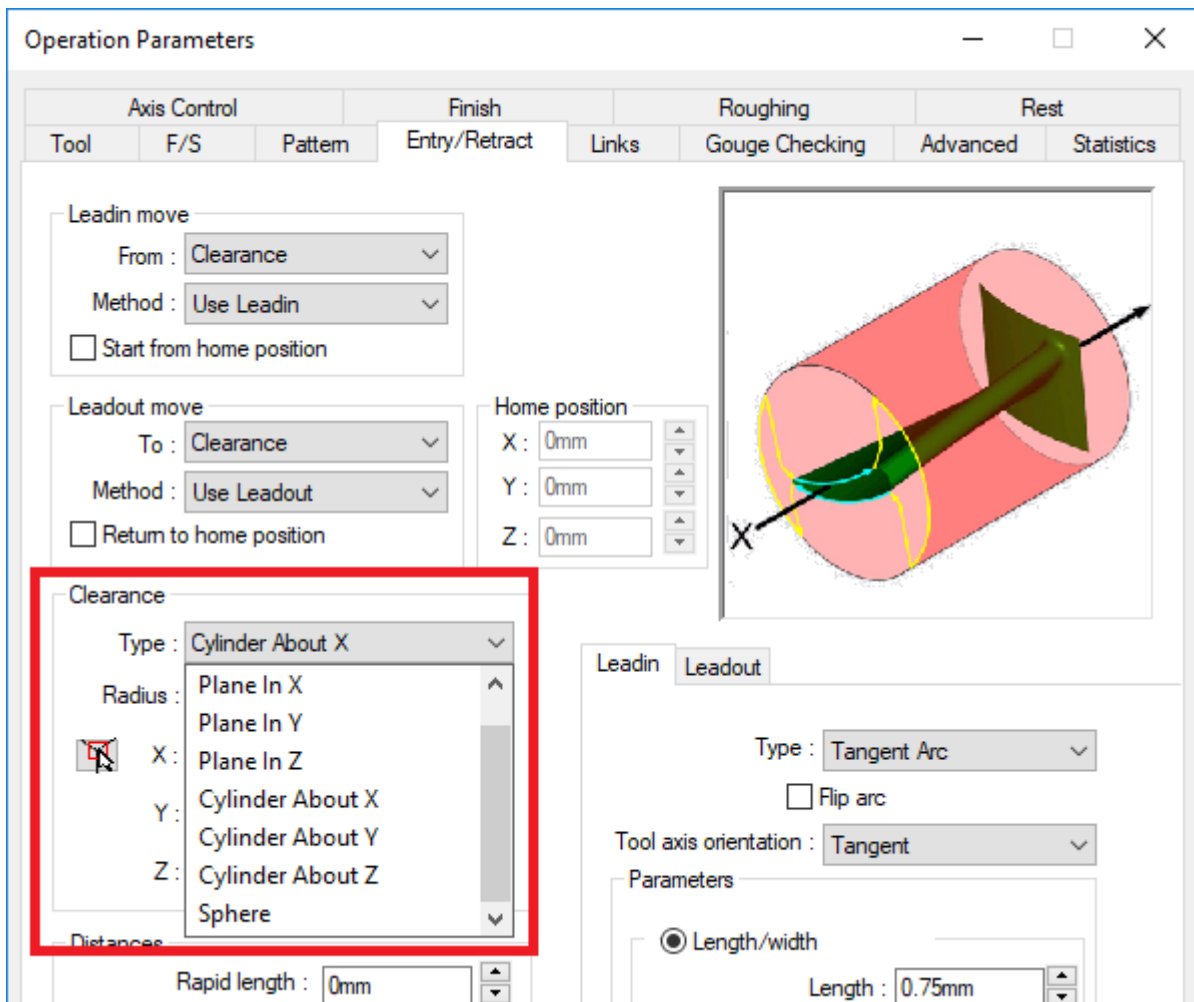 Operation Parameters
Axis Control Finish Roughing Rest
Tool F/S Pattern Entry/Retract Links Gouge Checking Advanced Statistics
Leadin move
From : Clearance
Method : Use Leadin
Start from home position
Leadout move
To : Clearance
Method : Use Leadout
Return to home position
Home position
X : 0mm
Y : 0mm
Z : 0mm
X
Clearance
Type : Cylinder About X
Radius :
Plane In X
Plane In Y
X :
Plane In Z
Cylinder About X
Y :
Cylinder About Y
Z :
Cylinder About Z
Sphere
Distances
Rapid length : 0mm
Leadin Leadout
Type : Tangent Arc
Flip arc
Tool axis orientation : Tangent
Parameters
Length/width
Length : 0.75mm